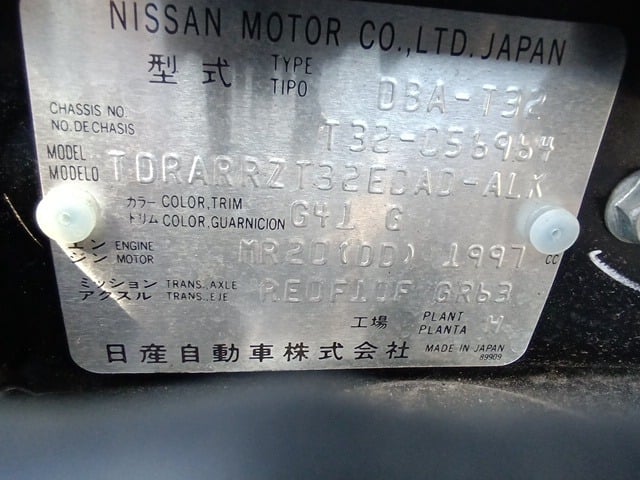 NISSAN MOTOR CO.,LTD. JAPAN
型式 TYPE TIPO DBA-T32
CHASSIS NO. NO. DE CHASIS T32-056964
MODEL MODELO TDRARRZT32EDAD-ALK
カラー COLOR, TRIM トリム COLOR, GUARNICION G41 G
エンジン ENGINE MOTOR MR20(DD) 1997 CC
ミッション TRANS., AXLE アクスル TRANS., EJE RE0F10F GR63
工場 PLANT PLANTA 4
日産自動車株式会社 MADE IN JAPAN
89909